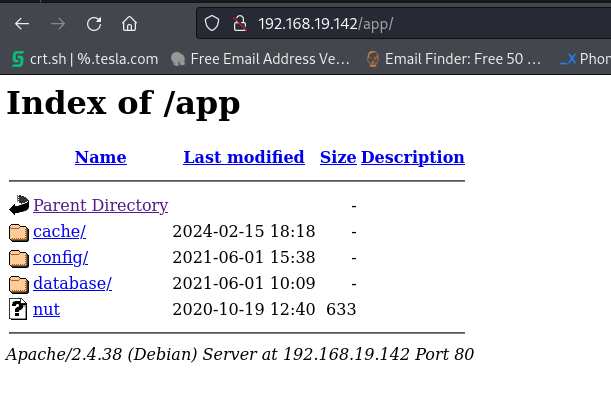 192.168.19.142/app/
crt.sh | %.tesla.com Free Email Address Ve... Email Finder: Free 50 ... _X Phon
Index of /app
Name Last modified Size Description
Parent Directory -
cache/ 2024-02-15 18:18 -
config/ 2021-06-01 15:38 -
database/ 2021-06-01 10:09 -
nut 2020-10-19 12:40 633
Apache/2.4.38 (Debian) Server at 192.168.19.142 Port 80